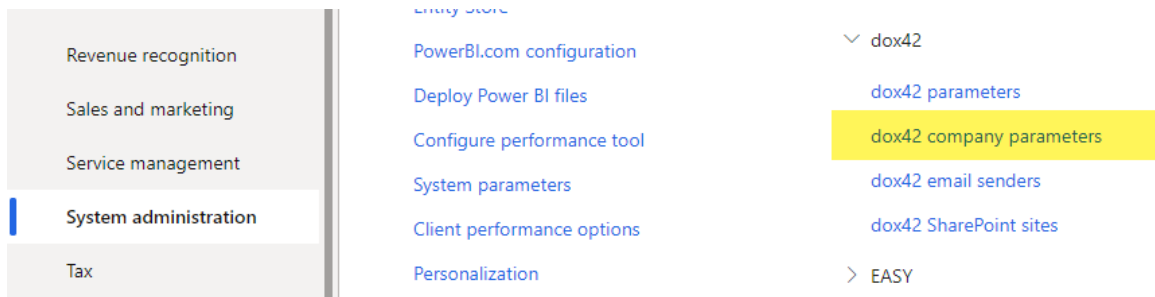 Revenue recognition
Sales and marketing
Service management
System administration
Tax
Entity Store
PowerBI.com configuration
Deploy Power BI files
Configure performance tool
System parameters
Client performance options
Personalization
dox42
dox42 parameters
dox42 company parameters
dox42 email senders
dox42 SharePoint sites
EASY